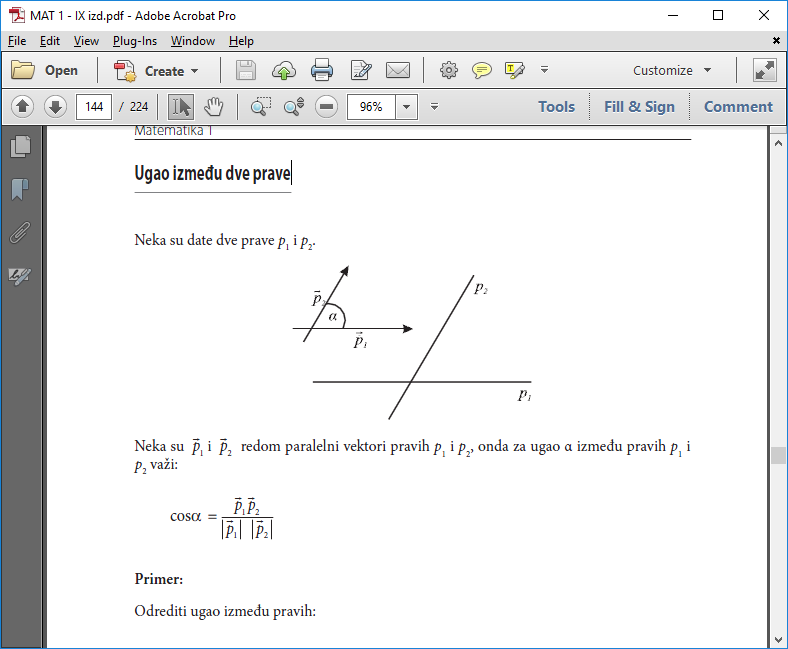 MAT 1 - IX izd.pdf - Adobe Acrobat Pro
File Edit View Plug-Ins Window Help
Open Create Customize
144 / 224 96% Tools Fill & Sign Comment
Matematika 1
Ugao između dve prave
Neka su date dve prave p₁ i p₂.
p⃗₂
α
p⃗₁
p₂
p₁
Neka su p⃗₁ i p⃗₂ redom paralelni vektori pravih p₁ i p₂, onda za ugao α između pravih p₁ i
p₂ važi:
cosα = p⃗₁p⃗₂ / |p⃗₁| |p⃗₂|
Primer:
Odrediti ugao između pravih: